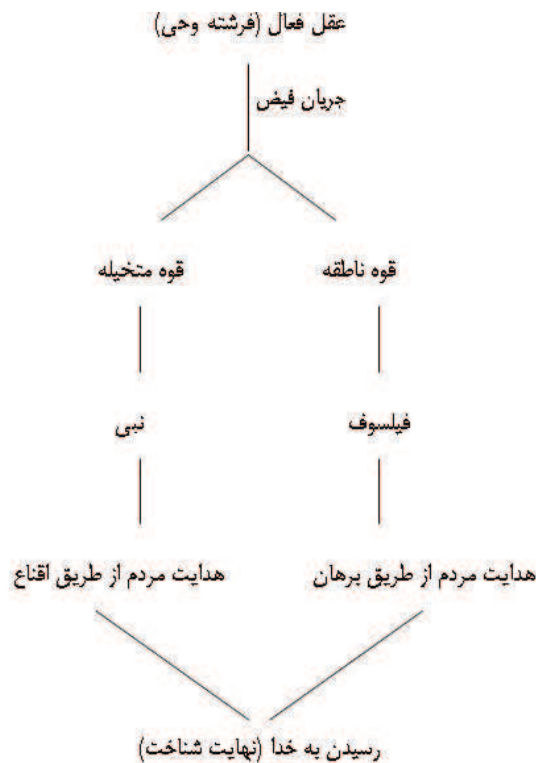 عقل فعال (فرشته وحی)
جریان فیض
قوه ناطقه
قوه متخیله
فیلسوف
نبی
هدایت مردم از طریق برهان
هدایت مردم از طریق اقناع
رسیدن به خدا (نهایت شناخت)